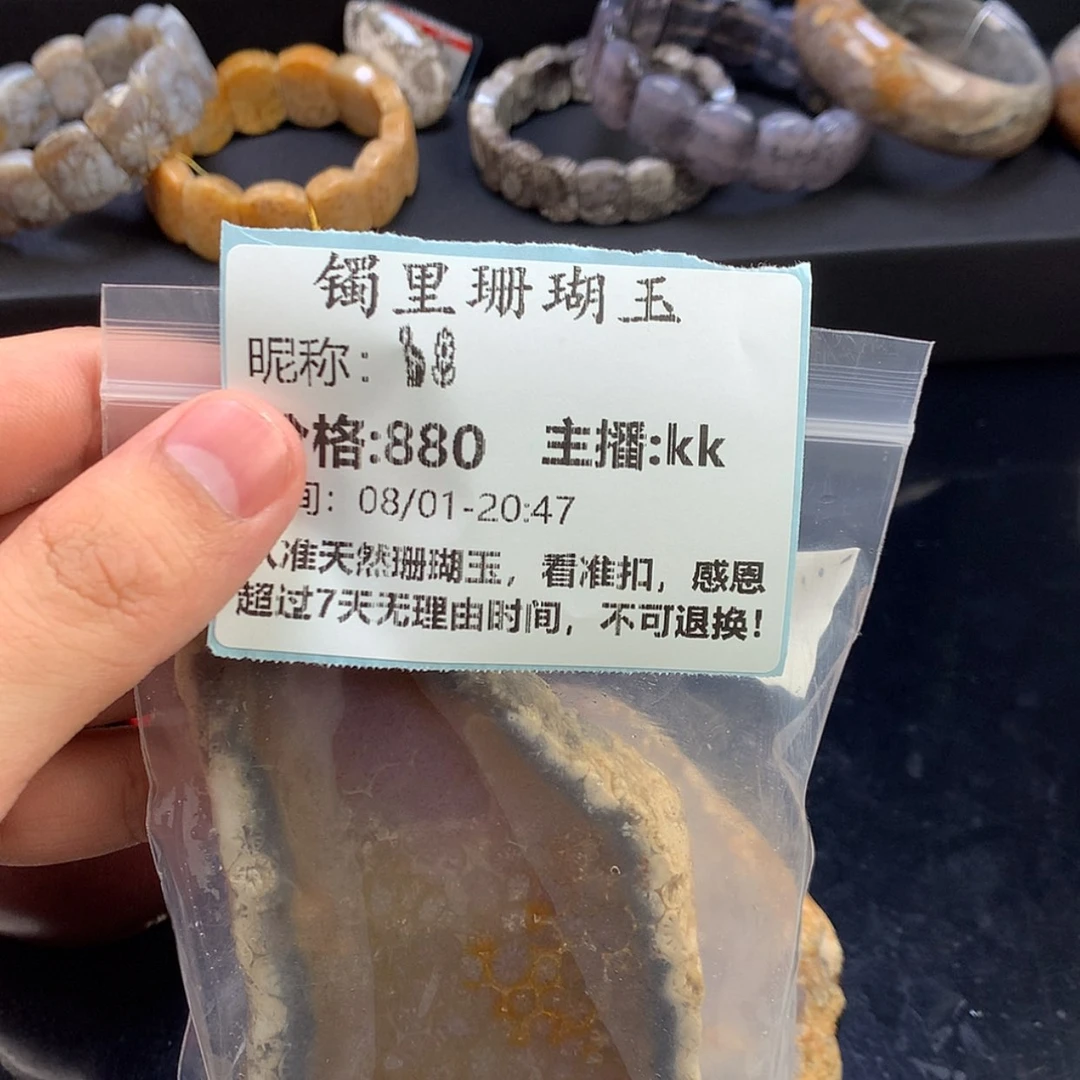 镯里珊瑚玉
昵称:
格:880 主播:kk
间: 08/01-20:47
认准天然珊瑚玉,看准扣,感恩
超过7天无理由时间,不可退换!